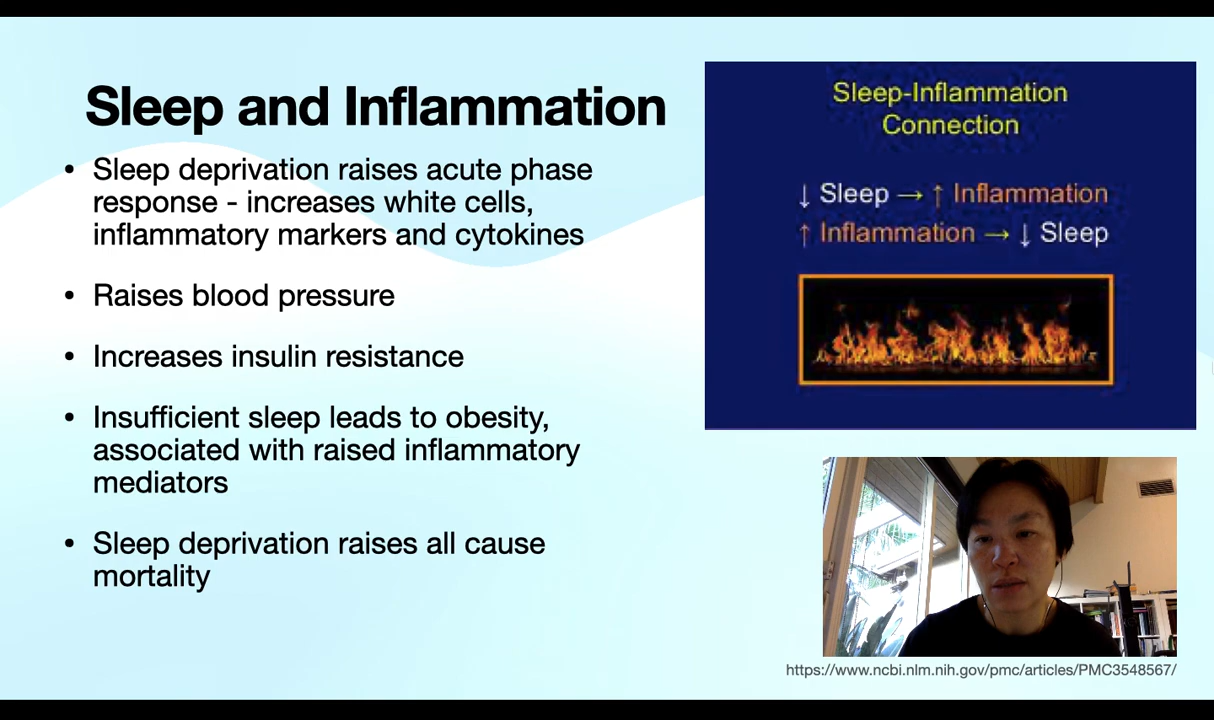 Sleep and Inflammation
• Sleep deprivation raises acute phase
response - increases white cells,
inflammatory markers and cytokines
• Raises blood pressure
• Increases insulin resistance
• Insufficient sleep leads to obesity,
associated with raised inflammatory
mediators
• Sleep deprivation raises all cause
mortality
Sleep-Inflammation
Connection
↓ Sleep → ↑ Inflammation
↑ Inflammation → ↓ Sleep
https://www.ncbi.nlm.nih.gov/pmc/articles/PMC3548567/